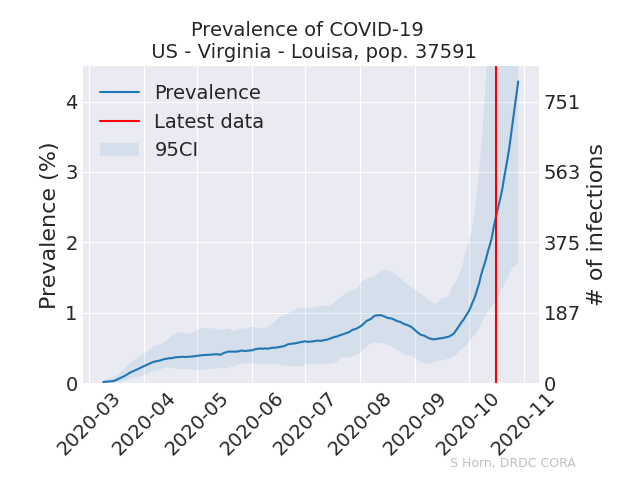 Prevalence of COVID-19
US - Virginia - Louisa, pop. 37591
Prevalence
Latest data
95CI
Prevalence (%)
4
3
2
1
0
751
563
375
187
0
# of infections
2020-03
2020-04
2020-05
2020-06
2020-07
2020-08
2020-09
2020-10
2020-11
S Horn, DRDC CORA